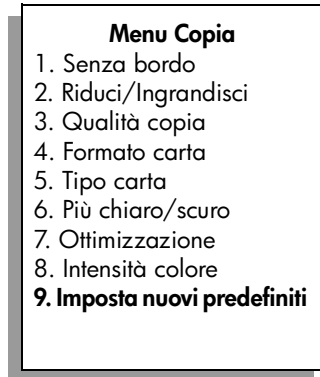 Menu Copia
1. Senza bordo
2. Riduci/Ingrandisci
3. Qualità copia
4. Formato carta
5. Tipo carta
6. Più chiaro/scuro
7. Ottimizzazione
8. Intensità colore
9. Imposta nuovi predefiniti